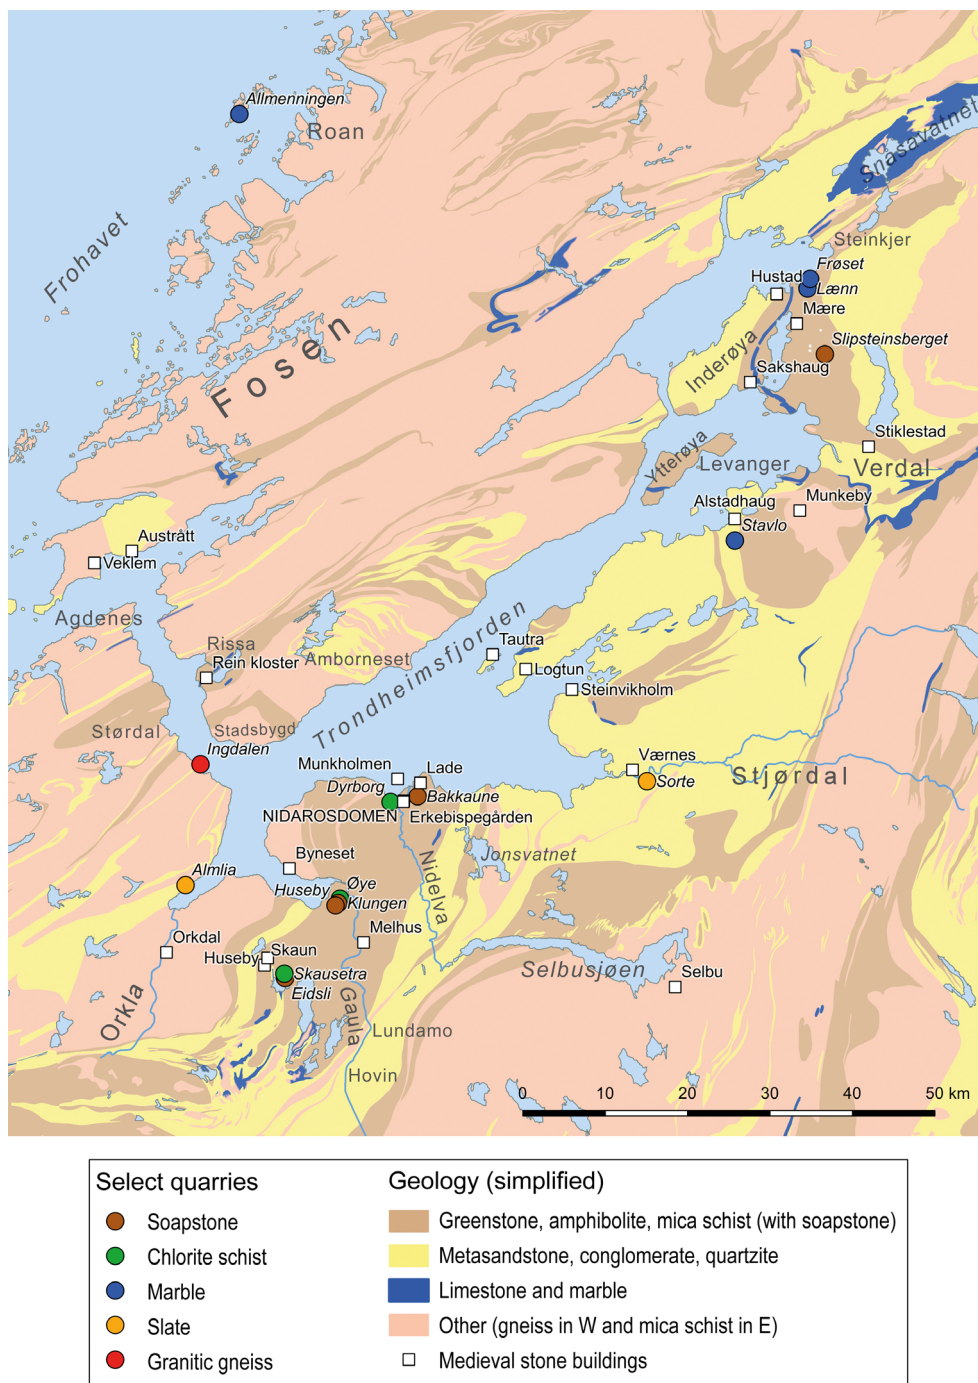 Allmenningen
Roan
Frohavet
Snåsavatnet
Steinkjer
Frøset
Hustad
Lænn
Mære
Slipsteinsberget
Fosen
Inderøya
Sakshaug
Stiklestad
Ytterøya
Levanger
Verdal
Munkeby
Alstadhaug
Stavlo
Austrått
Veklem
Agdenes
Rissa
Rein kloster
Amborneset
Trondheimsfjorden
Tautra
Logtun
Steinvikholm
Størdal
Stadsbygd
Ingdalen
Munkholmen
Lade
Værnes
Stjørdal
Dyrborg
Bakkaune
Sorte
NIDAROSDOMEN
Erkebispegården
Byneset
Nidelva
Jonsvatnet
Almlia
Huseby
Øye
Klungen
Orkdal
Melhus
Skaun
Huseby
Selbusjøen
Selbu
Skausetra
Eidsli
Orkla
Gaula
Lundamo
Hovin
0 10 20 30 40 50 km
Select quarries
Soapstone
Chlorite schist
Marble
Slate
Granitic gneiss
Geology (simplified)
Greenstone, amphibolite, mica schist (with soapstone)
Metasandstone, conglomerate, quartzite
Limestone and marble
Other (gneiss in W and mica schist in E)
Medieval stone buildings